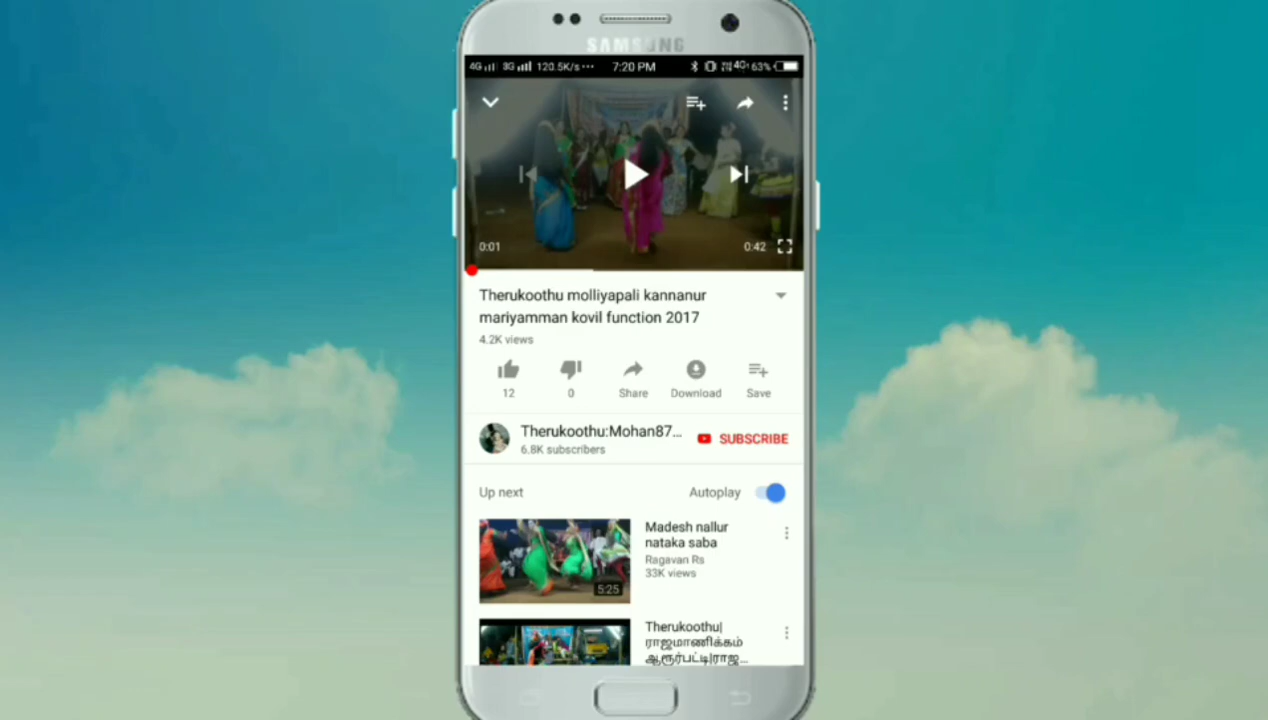 SAMSUNG
4G 3G 120.5K/s ··· 7:20 PM 4G 63%
0:01 0:42
Therukoothu molliyapali kannanur
mariyamman kovil function 2017
4.2K views
12 0 Share Download Save
Therukoothu:Mohan87...
6.8K subscribers
SUBSCRIBE
Up next Autoplay
5:25
Madesh nallur
nataka saba
Ragavan Rs
33K views
Therukoothu|
ராஜமாணிக்கம்
ஆரூர்பட்டி|ராஜ...